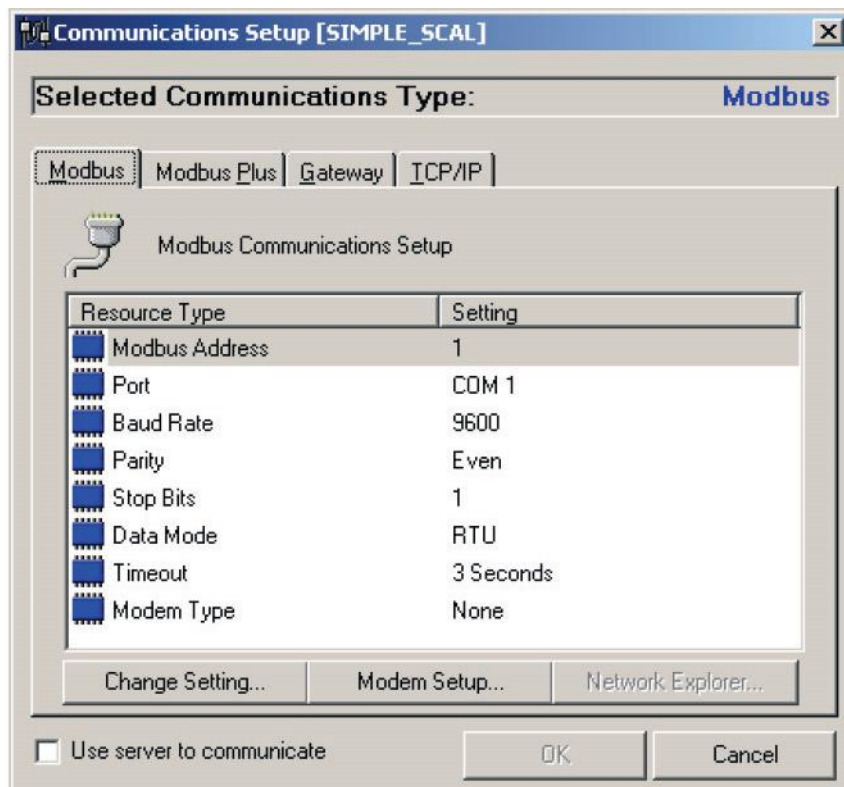 Communications Setup [SIMPLE_SCAL]
Selected Communications Type: Modbus
Modbus Modbus Plus Gateway TCP/IP
Modbus Communications Setup
Resource Type Setting
Modbus Address 1
Port COM 1
Baud Rate 9600
Parity Even
Stop Bits 1
Data Mode RTU
Timeout 3 Seconds
Modem Type None
Change Setting... Modem Setup... Network Explorer...
Use server to communicate OK Cancel